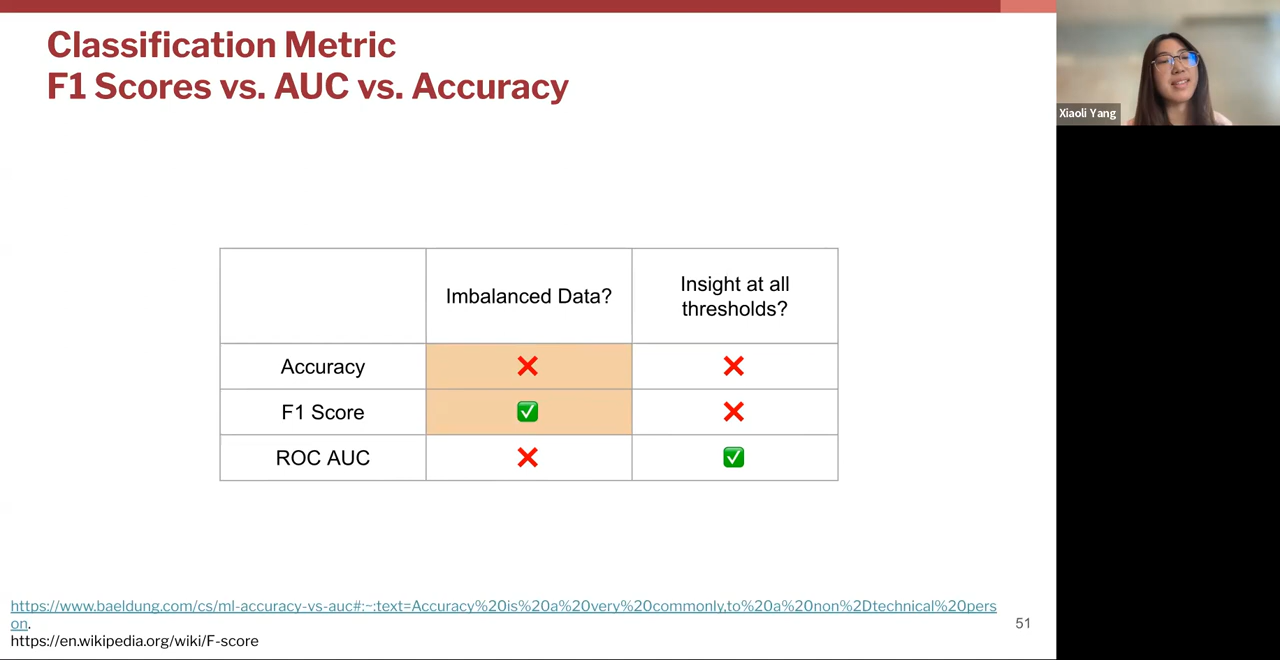 Classification Metric
F1 Scores vs. AUC vs. Accuracy
Xiaoli Yang
Imbalanced Data?
Insight at all
thresholds?
Accuracy
F1 Score
ROC AUC
https://www.baeldung.com/cs/ml-accuracy-vs-auc#:~:text=Accuracy%20is%20a%20very%20commonly,to%20a%20non%2Dtechnical%20pers
on.
https://en.wikipedia.org/wiki/F-score
51